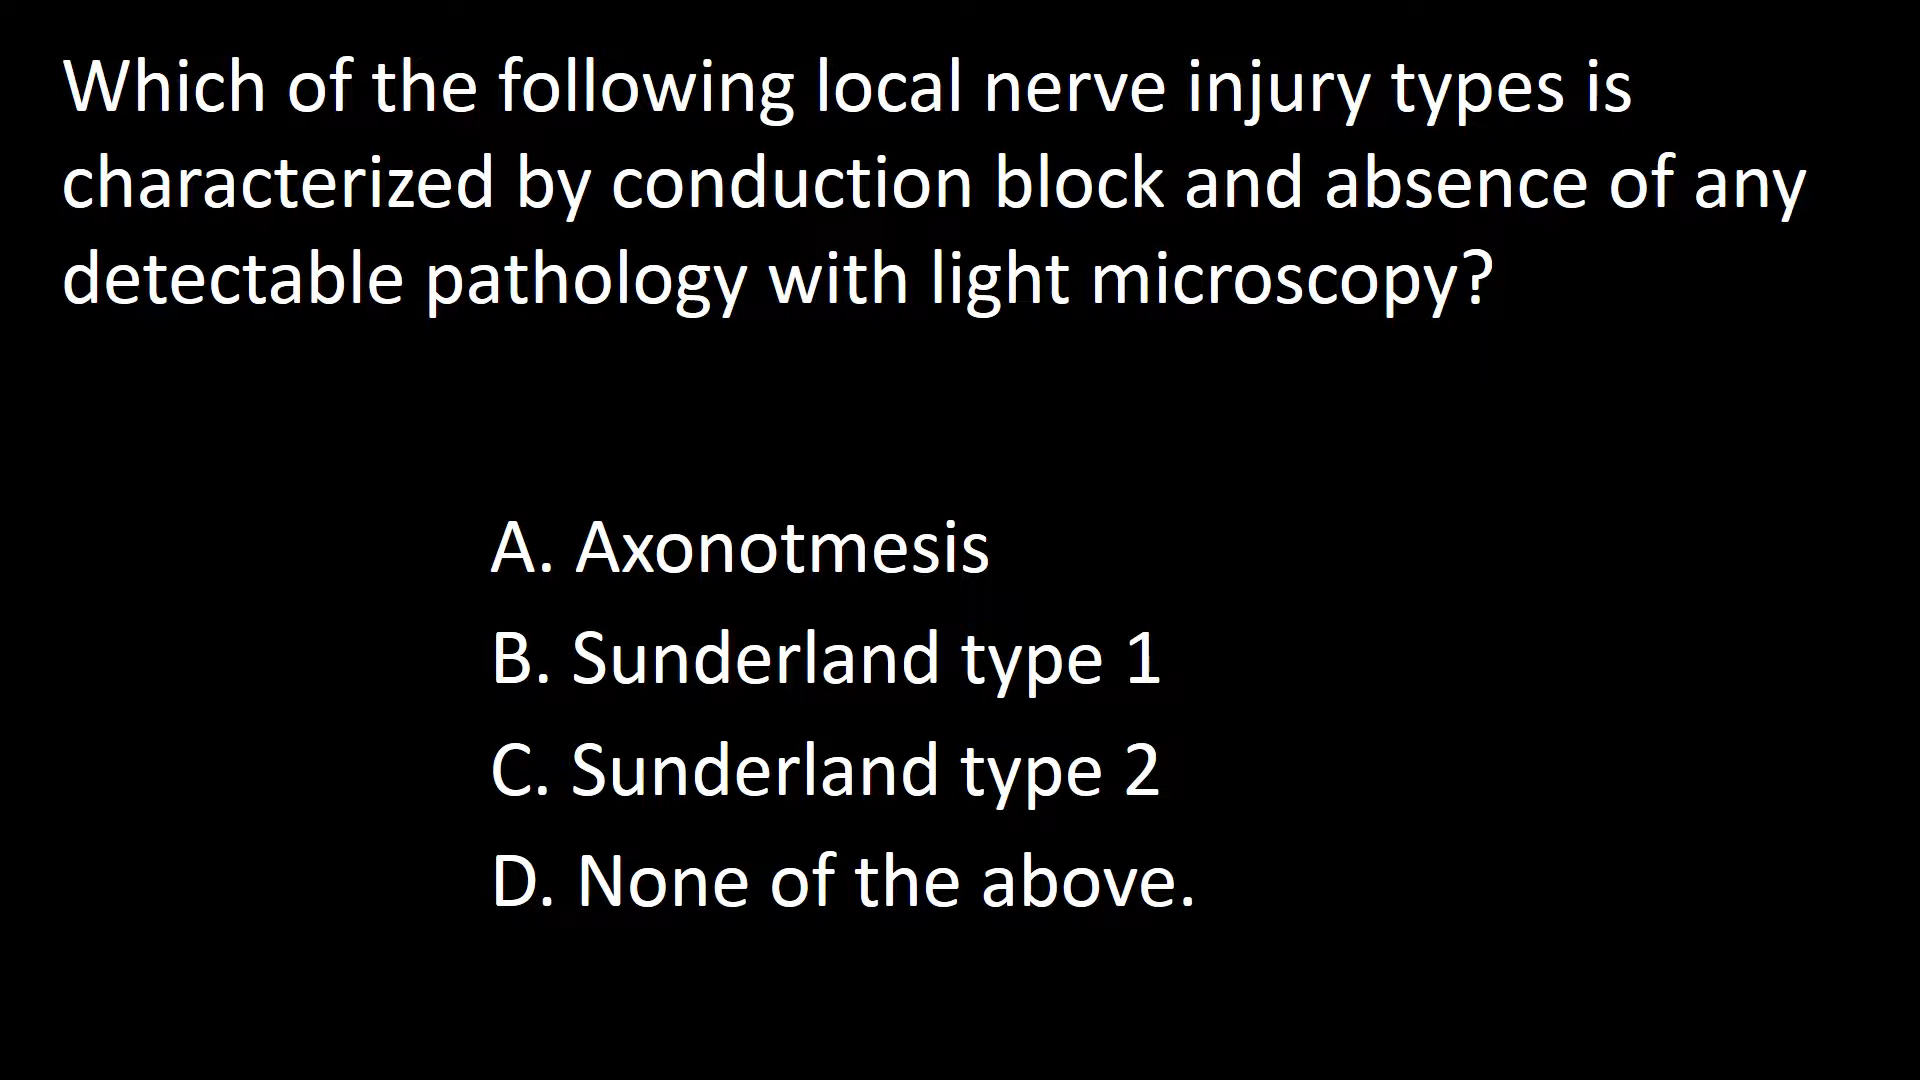 Which of the following local nerve injury types is
characterized by conduction block and absence of any
detectable pathology with light microscopy?
A. Axonotmesis
B. Sunderland type 1
C. Sunderland type 2
D. None of the above.